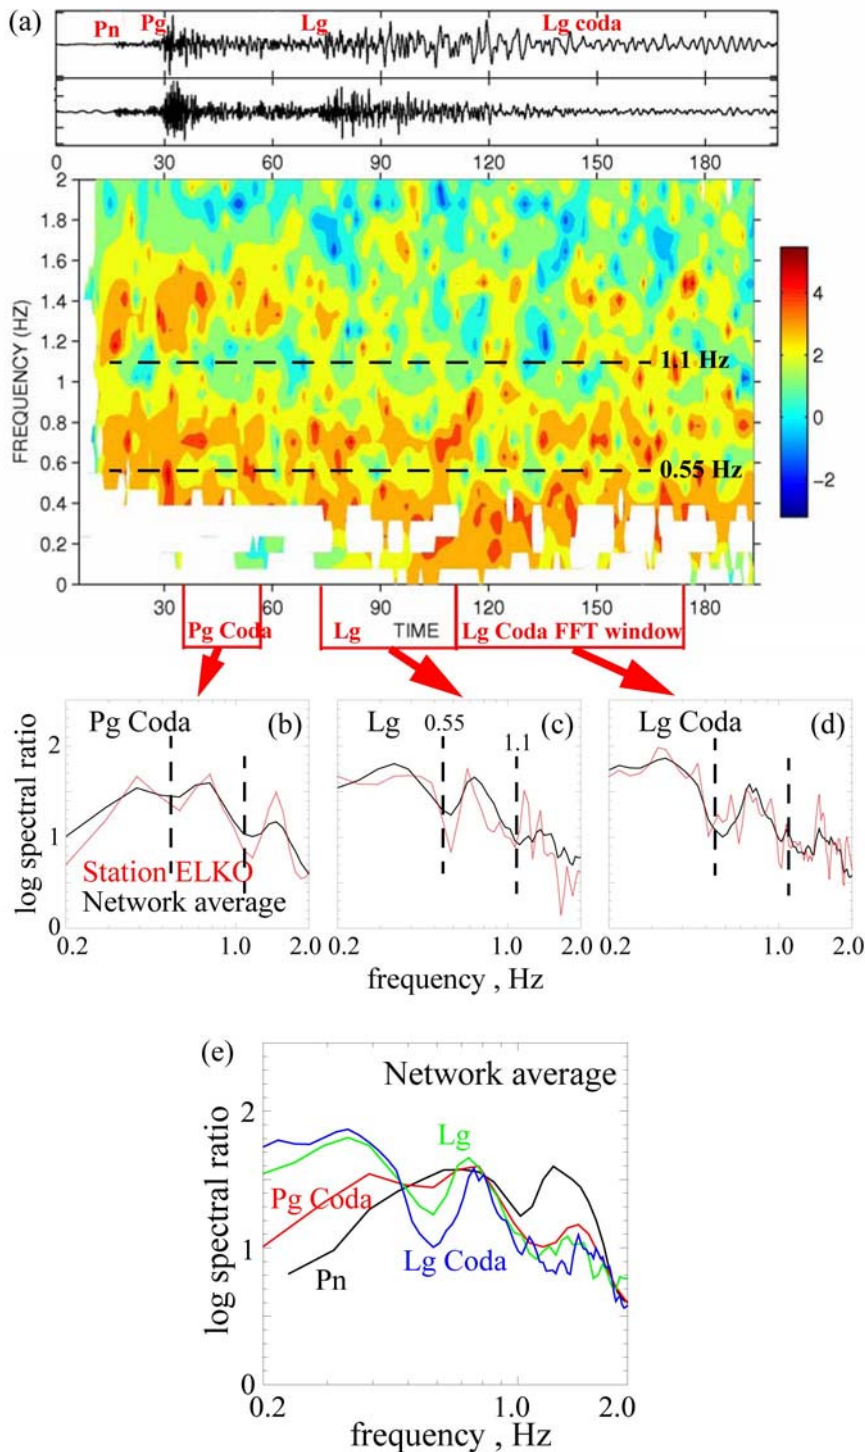 (a)
Pn Pg Lg Lg coda
0 30 60 90 120 150 180
2
1.8
1.6
1.4
1.2
1
0.8
0.6
0.4
0.2
0
FREQUENCY (HZ)
1.1 Hz
0.55 Hz
4
2
0
−2
30 60 90 120 150 180
TIME
Pg Coda Lg Lg Coda FFT window
(b)
Pg Coda
log spectral ratio
2
1
0
Station ELKO
Network average
0.2 1.0 2.0
(c)
Lg
0.55
1.1
0.2 1.0 2.0
(d)
Lg Coda
0.2 1.0 2.0
frequency , Hz
(e)
Network average
log spectral ratio
2
1
0
Lg
Pg Coda
Lg Coda
Pn
0.2 1.0 2.0
frequency , Hz